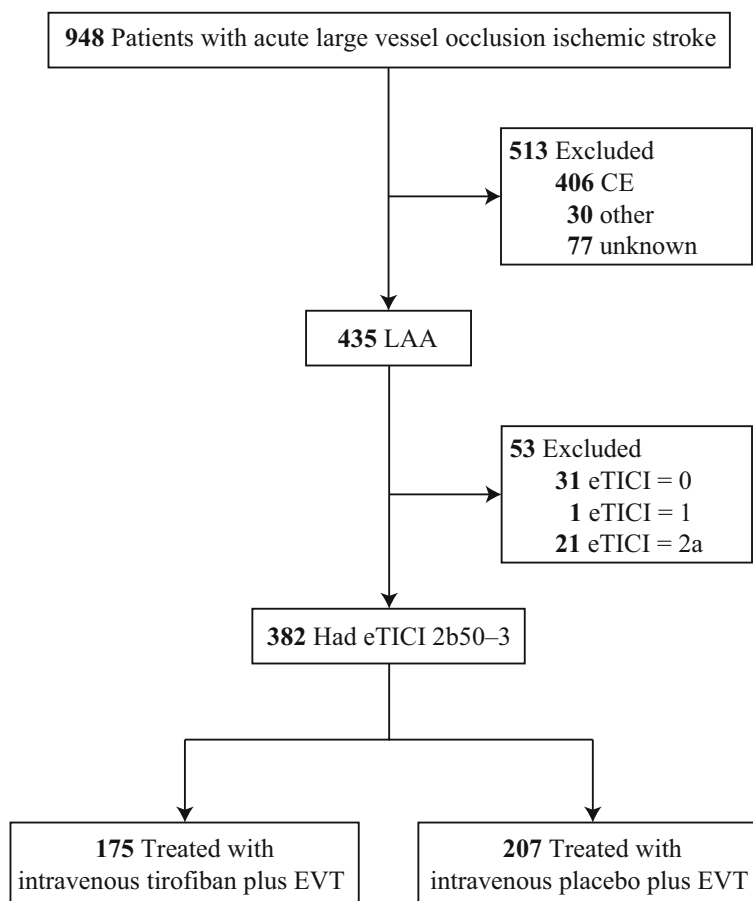 948 Patients with acute large vessel occlusion ischemic stroke
513 Excluded
406 CE
30 other
77 unknown
435 LAA
53 Excluded
31 eTICI = 0
1 eTICI = 1
21 eTICI = 2a
382 Had eTICI 2b50–3
175 Treated with
intravenous tirofiban plus EVT
207 Treated with
intravenous placebo plus EVT